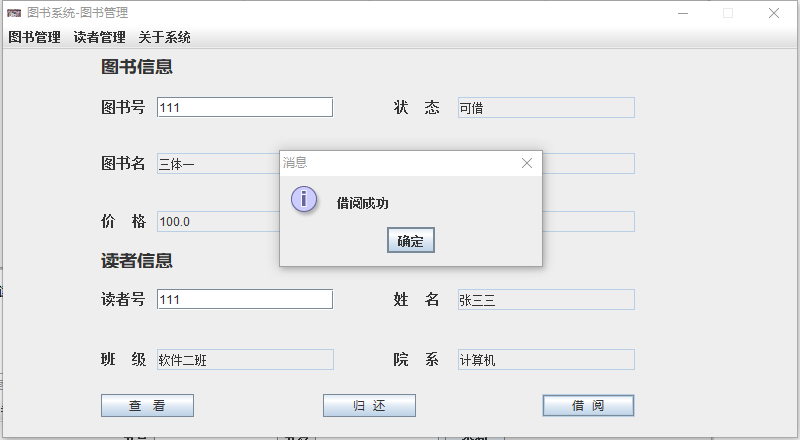 图书系统-图书管理
图书管理 读者管理 关于系统
图书信息
图书号 111 状 态 可借
图书名 三体一
价 格 100.0
消息
借阅成功
确定
读者信息
读者号 111 姓 名 张三三
班 级 软件二班 院 系 计算机
查 看 归 还 借 阅